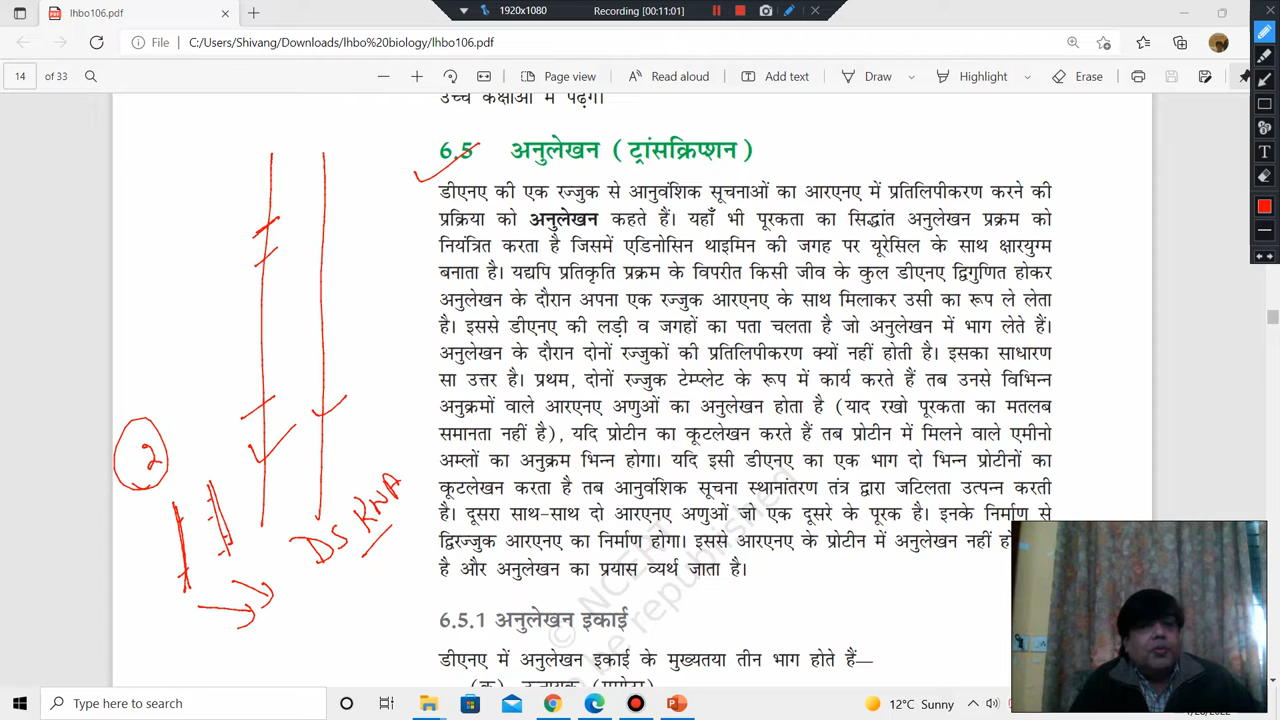 lhbo106.pdf
1920x1080
Recording [00:11:01]
File
C:/Users/Shivang/Downloads/lhbo%20biology/lhbo106.pdf
14 of 33
Page view
Read aloud
Add text
Draw
Highlight
Erase
उच्च कक्षाओं में पढ़ेंगे।
6.5 अनुलेखन (ट्रांसक्रिप्शन)
डीएनए की एक रज्जुक से आनुवंशिक सूचनाओं का आरएनए में प्रतिलिपीकरण करने की
प्रक्रिया को अनुलेखन कहते हैं। यहाँ भी पूरकता का सिद्धांत अनुलेखन प्रक्रम को
नियंत्रित करता है जिसमें एडिनोसिन थाइमिन की जगह पर यूरेसिल के साथ क्षारयुग्म
बनाता है। यद्यपि प्रतिकृति प्रक्रम के विपरीत किसी जीव के कुल डीएनए द्विगुणित होकर
अनुलेखन के दौरान अपना एक रज्जुक आरएनए के साथ मिलाकर उसी का रूप ले लेता
है। इससे डीएनए की लड़ी व जगहों का पता चलता है जो अनुलेखन में भाग लेते हैं।
अनुलेखन के दौरान दोनों रज्जुकों की प्रतिलिपीकरण क्यों नहीं होती है। इसका साधारण
सा उत्तर है। प्रथम, दोनों रज्जुक टेम्प्लेट के रूप में कार्य करते हैं तब उनसे विभिन्न
अनुक्रमों वाले आरएनए अणुओं का अनुलेखन होता है (याद रखो पूरकता का मतलब
समानता नहीं है), यदि प्रोटीन का कूटलेखन करते हैं तब प्रोटीन में मिलने वाले एमीनो
अम्लों का अनुक्रम भिन्न होगा। यदि इसी डीएनए का एक भाग दो भिन्न प्रोटीनों का
कूटलेखन करता है तब आनुवंशिक सूचना स्थानांतरण तंत्र द्वारा जटिलता उत्पन्न करती
है। दूसरा साथ-साथ दो आरएनए अणुओं जो एक दूसरे के पूरक है। इनके निर्माण से
द्विरज्जुक आरएनए का निर्माण होगा। इससे आरएनए के प्रोटीन में अनुलेखन नहीं
है और अनुलेखन का प्रयास व्यर्थ जाता है।
2
DS RNA
© NCERT
be republished
6.5.1 अनुलेखन इकाई
डीएनए में अनुलेखन इकाई के मुख्यतया तीन भाग होते हैं—
Type here to search
12°C Sunny